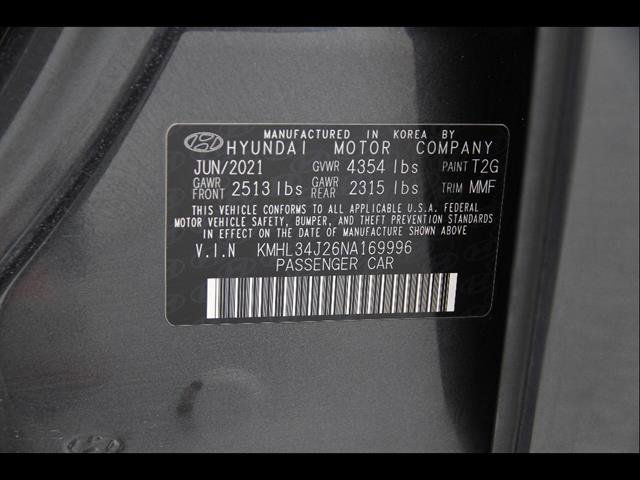 MANUFACTURED IN KOREA BY
HYUNDAI MOTOR COMPANY
JUN/2021 GVWR 4354 lbs PAINT T2G
GAWR FRONT 2513 lbs GAWR REAR 2315 lbs TRIM MMF
THIS VEHICLE CONFORMS TO ALL APPLICABLE U.S.A. FEDERAL
MOTOR VEHICLE SAFETY, BUMPER, AND THEFT PREVENTION STANDARDS
IN EFFECT ON THE DATE OF MANUFACTURE SHOWN ABOVE
V.I.N KMHL34J26NA169996
PASSENGER CAR